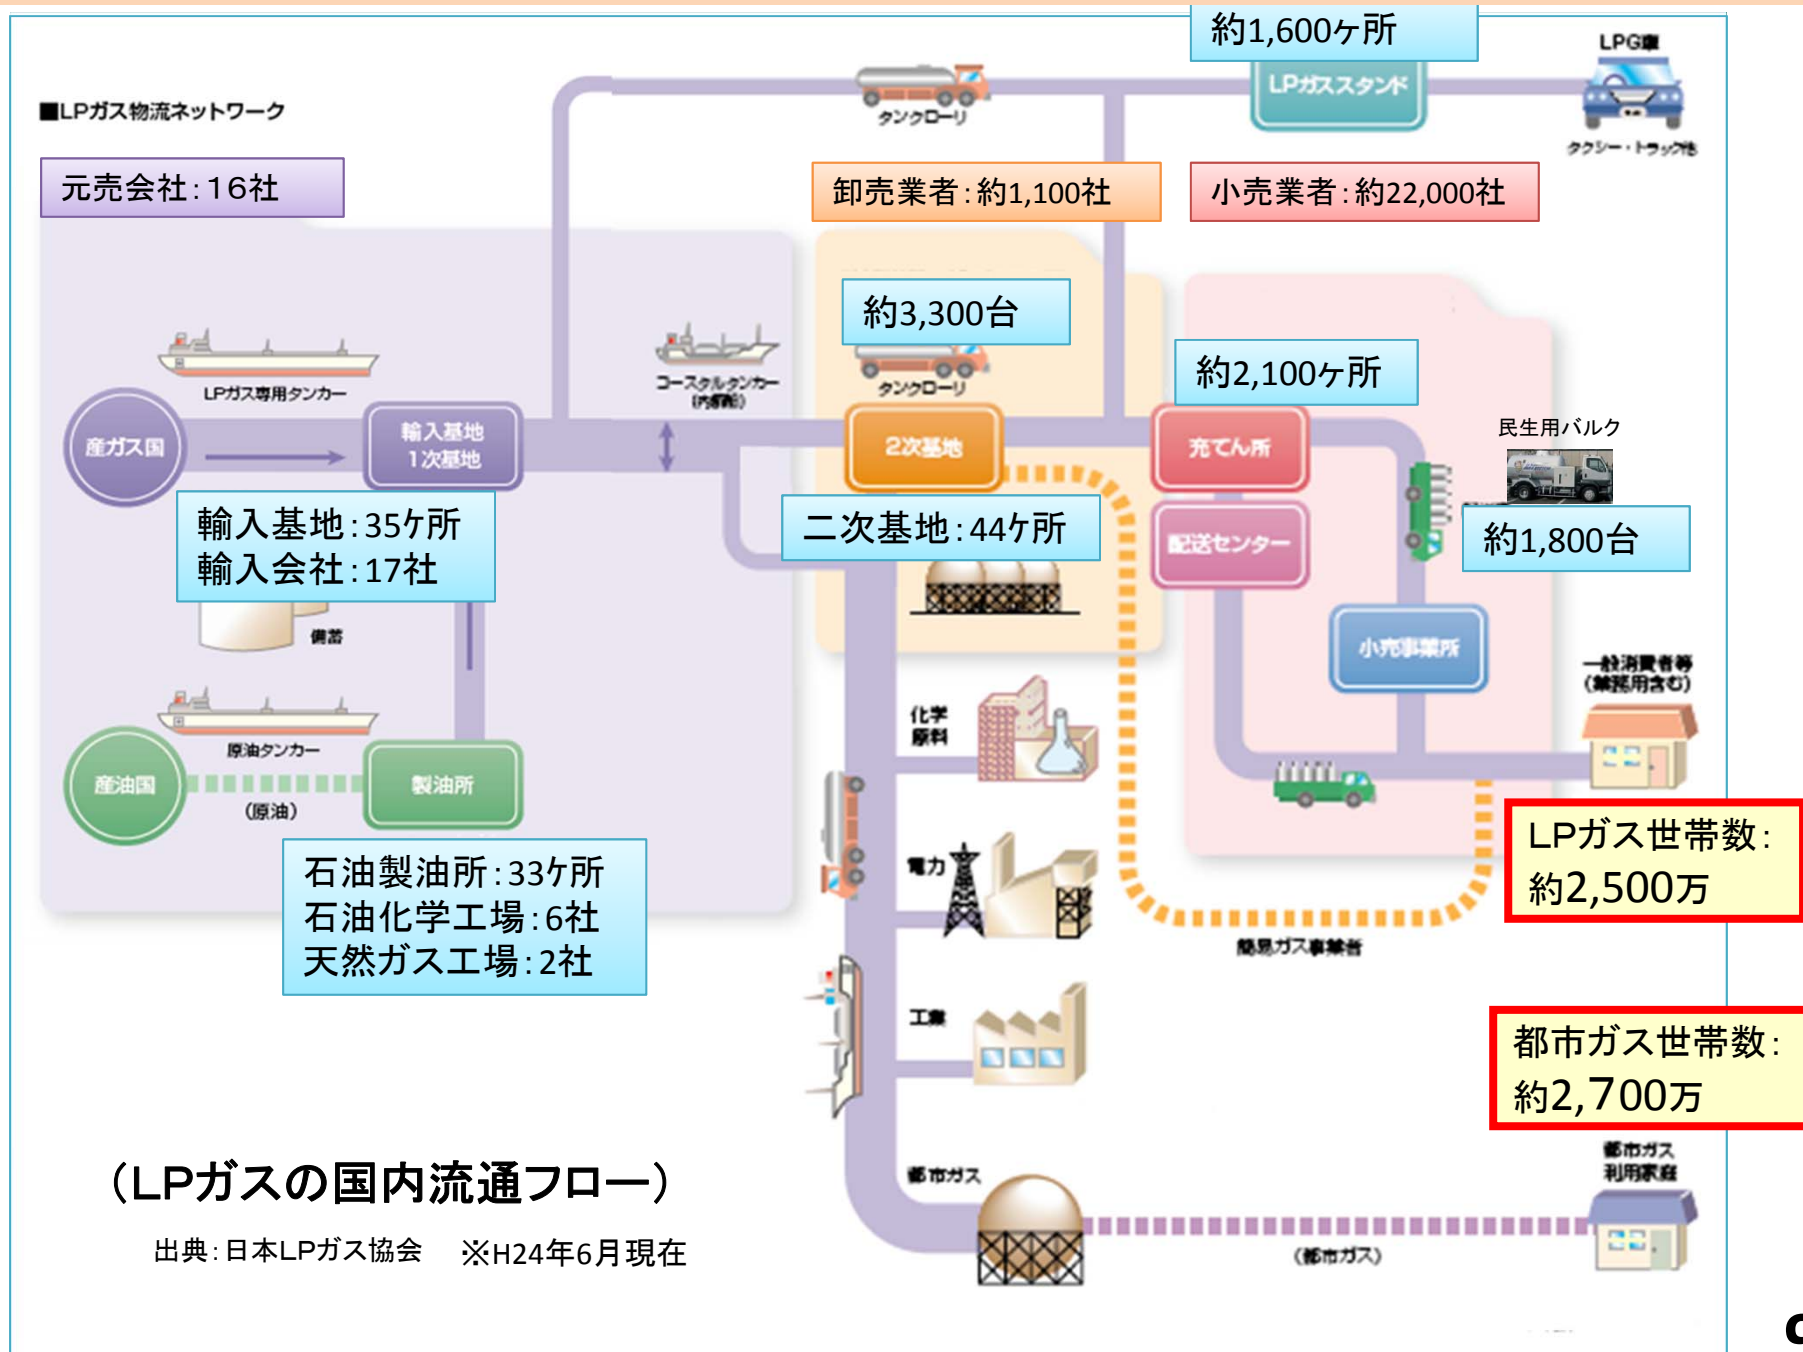 約1,600ヶ所
LPG車
LPガススタンド
タンクローリ
タクシー・トラック他
■LPガス物流ネットワーク
元売会社：16社
卸売業者：約1,100社
小売業者：約22,000社
約3,300台
タンクローリ
約2,100ヶ所
LPガス専用タンカー
コースタルタンカー
(内航船)
産ガス国
輸入基地
1次基地
2次基地
充てん所
民生用バルク
輸入基地：35ケ所
輸入会社：17社
二次基地：44ケ所
配送センター
約1,800台
備蓄
小売事業所
一般消費者等
(業務用含む)
原油タンカー
化学
原料
産油国
(原油)
製油所
石油製油所：33ケ所
石油化学工場：6社
天然ガス工場：2社
電力
LPガス世帯数：
約2,500万
簡易ガス事業者
工業
都市ガス世帯数：
約2,700万
都市ガス
都市ガス
利用家庭
(都市ガス)
（LPガスの国内流通フロー）
出典：日本LPガス協会　※H24年6月現在